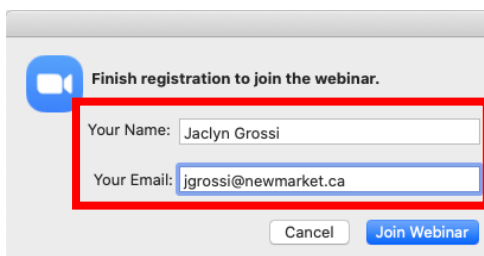 Finish registration to join the webinar.
Your Name: Jaclyn Grossi
Your Email: jgrossi@newmarket.ca
Cancel Join Webinar